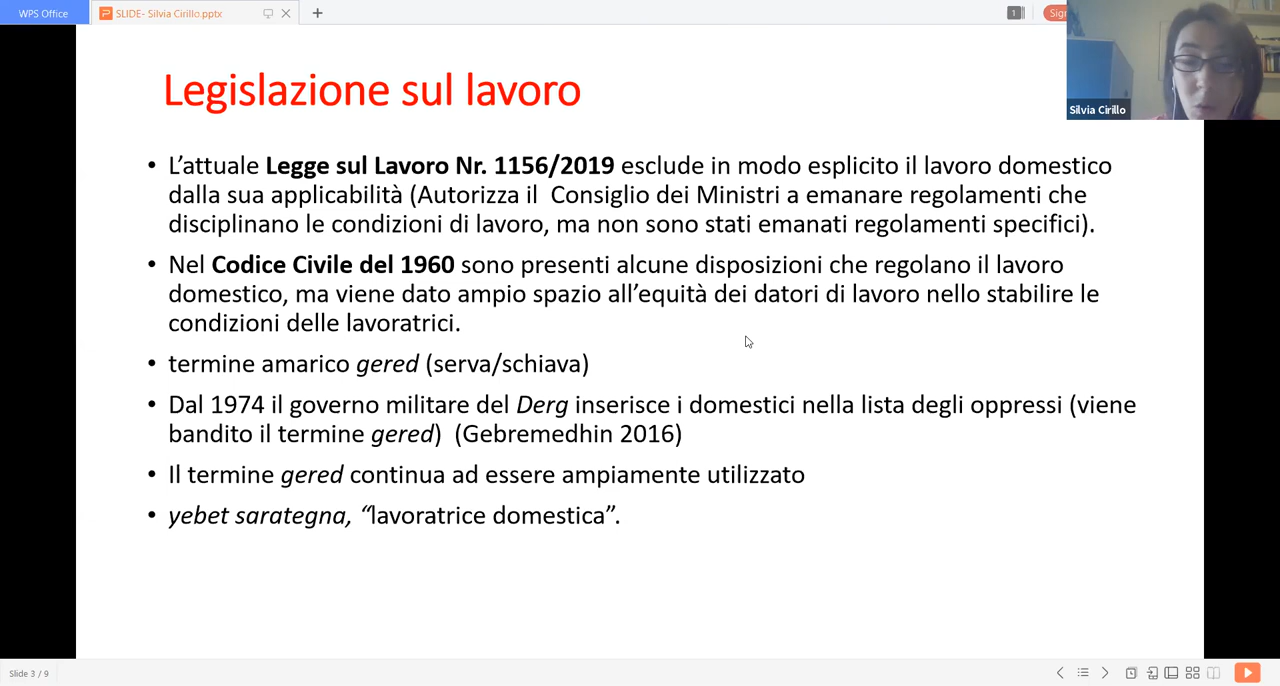 WPS Office
SLIDE- Silvia Cirillo.pptx
1
Sig
Silvia Cirillo
Legislazione sul lavoro
• L’attuale Legge sul Lavoro Nr. 1156/2019 esclude in modo esplicito il lavoro domestico
dalla sua applicabilità (Autorizza il  Consiglio dei Ministri a emanare regolamenti che
disciplinano le condizioni di lavoro, ma non sono stati emanati regolamenti specifici).
• Nel Codice Civile del 1960 sono presenti alcune disposizioni che regolano il lavoro
domestico, ma viene dato ampio spazio all’equità dei datori di lavoro nello stabilire le
condizioni delle lavoratrici.
• termine amarico gered (serva/schiava)
• Dal 1974 il governo militare del Derg inserisce i domestici nella lista degli oppressi (viene
bandito il termine gered)  (Gebremedhin 2016)
• Il termine gered continua ad essere ampiamente utilizzato
• yebet sarategna, “lavoratrice domestica”.
Slide 3 / 9